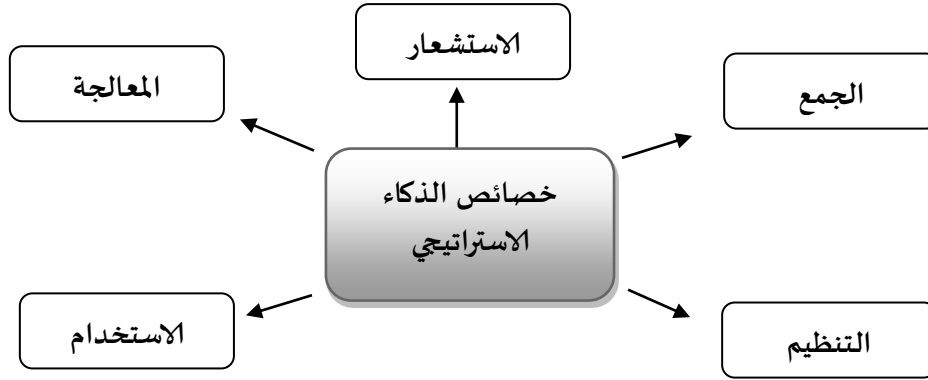 الاستشعار
الجمع
المعالجة
خصائص الذكاء
الاستراتيجي
التنظيم
الاستخدام